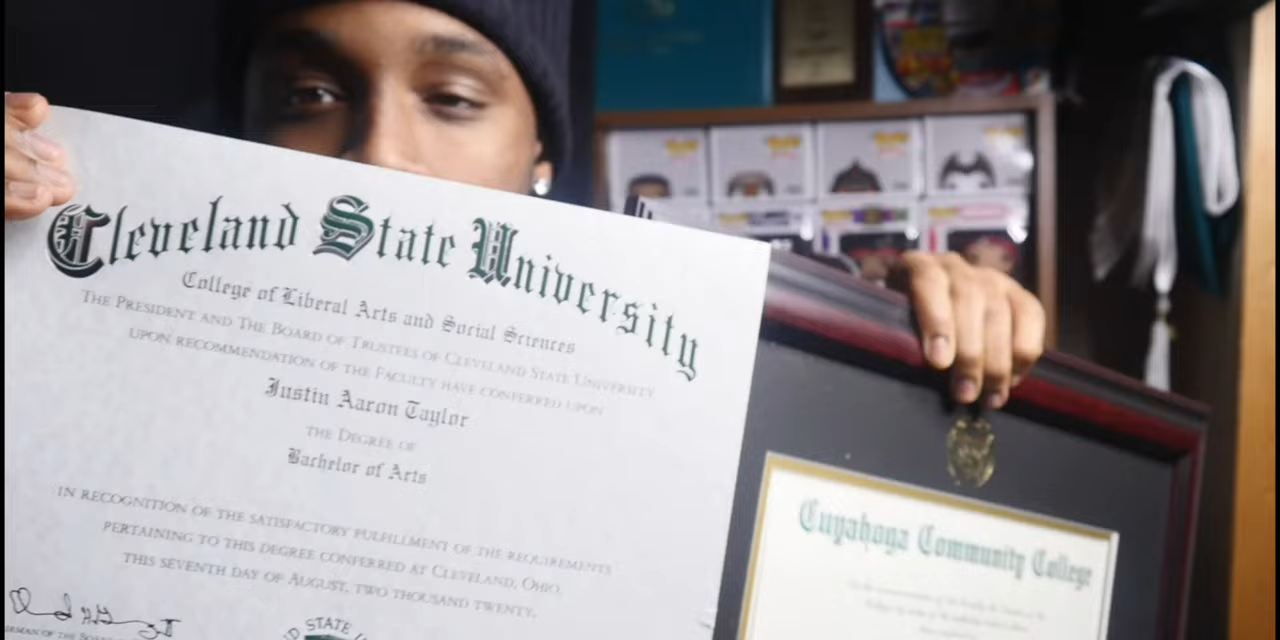 Cleveland State University
College of Liberal Arts and Social Sciences
The President and The Board of Trustees of Cleveland State University
upon recommendation of the Faculty have conferred upon
Justin Aaron Taylor
the Degree of
Bachelor of Arts
in recognition of the satisfactory fulfillment of the requirements
pertaining to this degree conferred at Cleveland, Ohio,
this seventh day of August, two thousand twenty.
STATE
Cuyahoga Community College